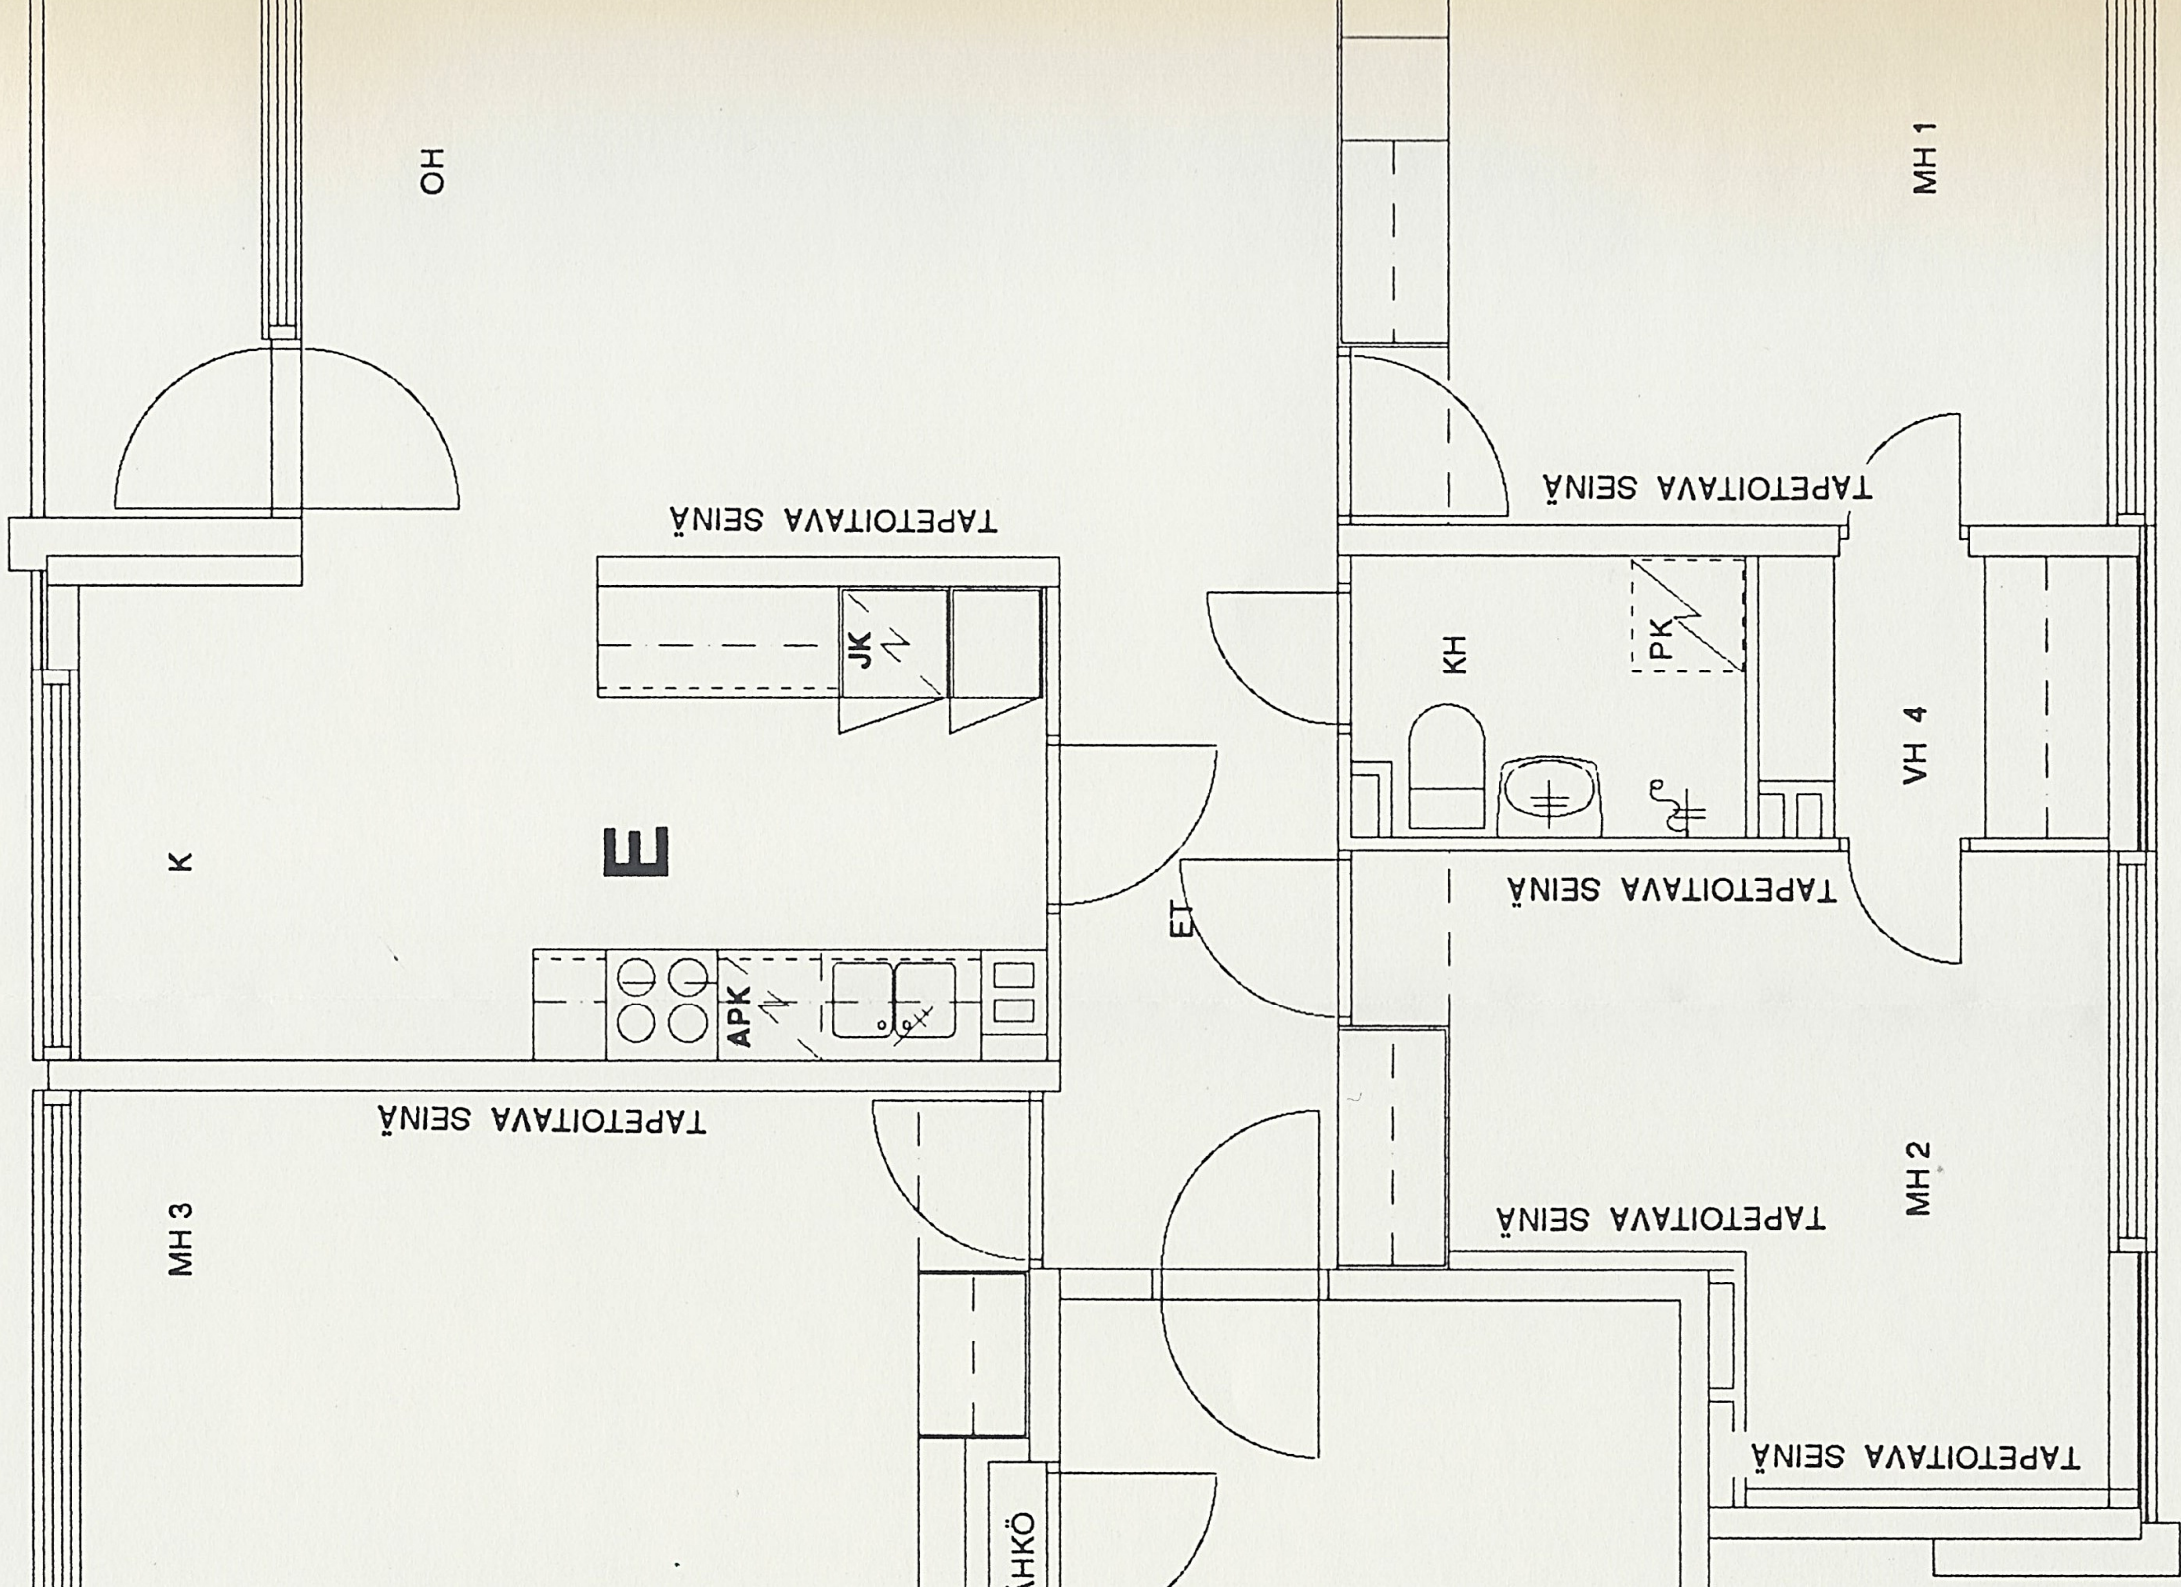 OH
MH 1
TAPETOITAVA SEINÄ
TAPETOITAVA SEINÄ
JK
KH
PK
VH 4
K
E
ET
TAPETOITAVA SEINÄ
APK
TAPETOITAVA SEINÄ
MH 3
MH 2
TAPETOITAVA SEINÄ
TAPETOITAVA SEINÄ